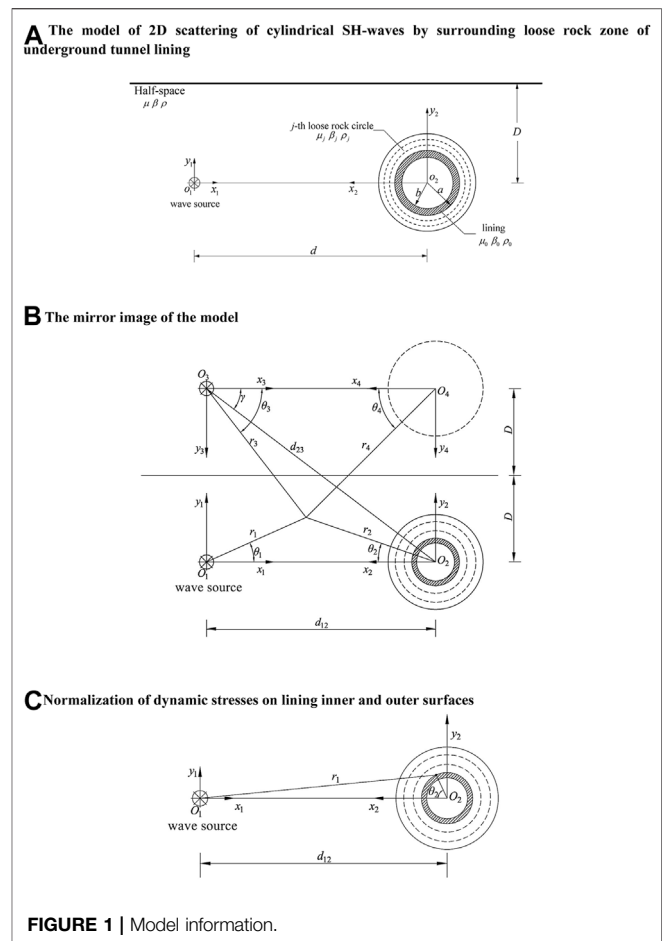 A The model of 2D scattering of cylindrical SH-waves by surrounding loose rock zone of
underground tunnel lining
Half-space
μ β ρ
j-th loose rock circle
μj βj ρj
y2
D
y1
o1
x1
x2
o2
b
a
wave source
lining
μ0 β0 ρ0
d
B The mirror image of the model
O3
x3
x4
O4
γ
θ3
θ4
r3
d23
r4
y3
y4
D
y1
y2
D
r1
r2
θ1
θ2
O1
x1
x2
O2
wave source
d12
C Normalization of dynamic stresses on lining inner and outer surfaces
y2
y1
r1
θ2
O1
x1
x2
O2
wave source
d12
FIGURE 1 | Model information.